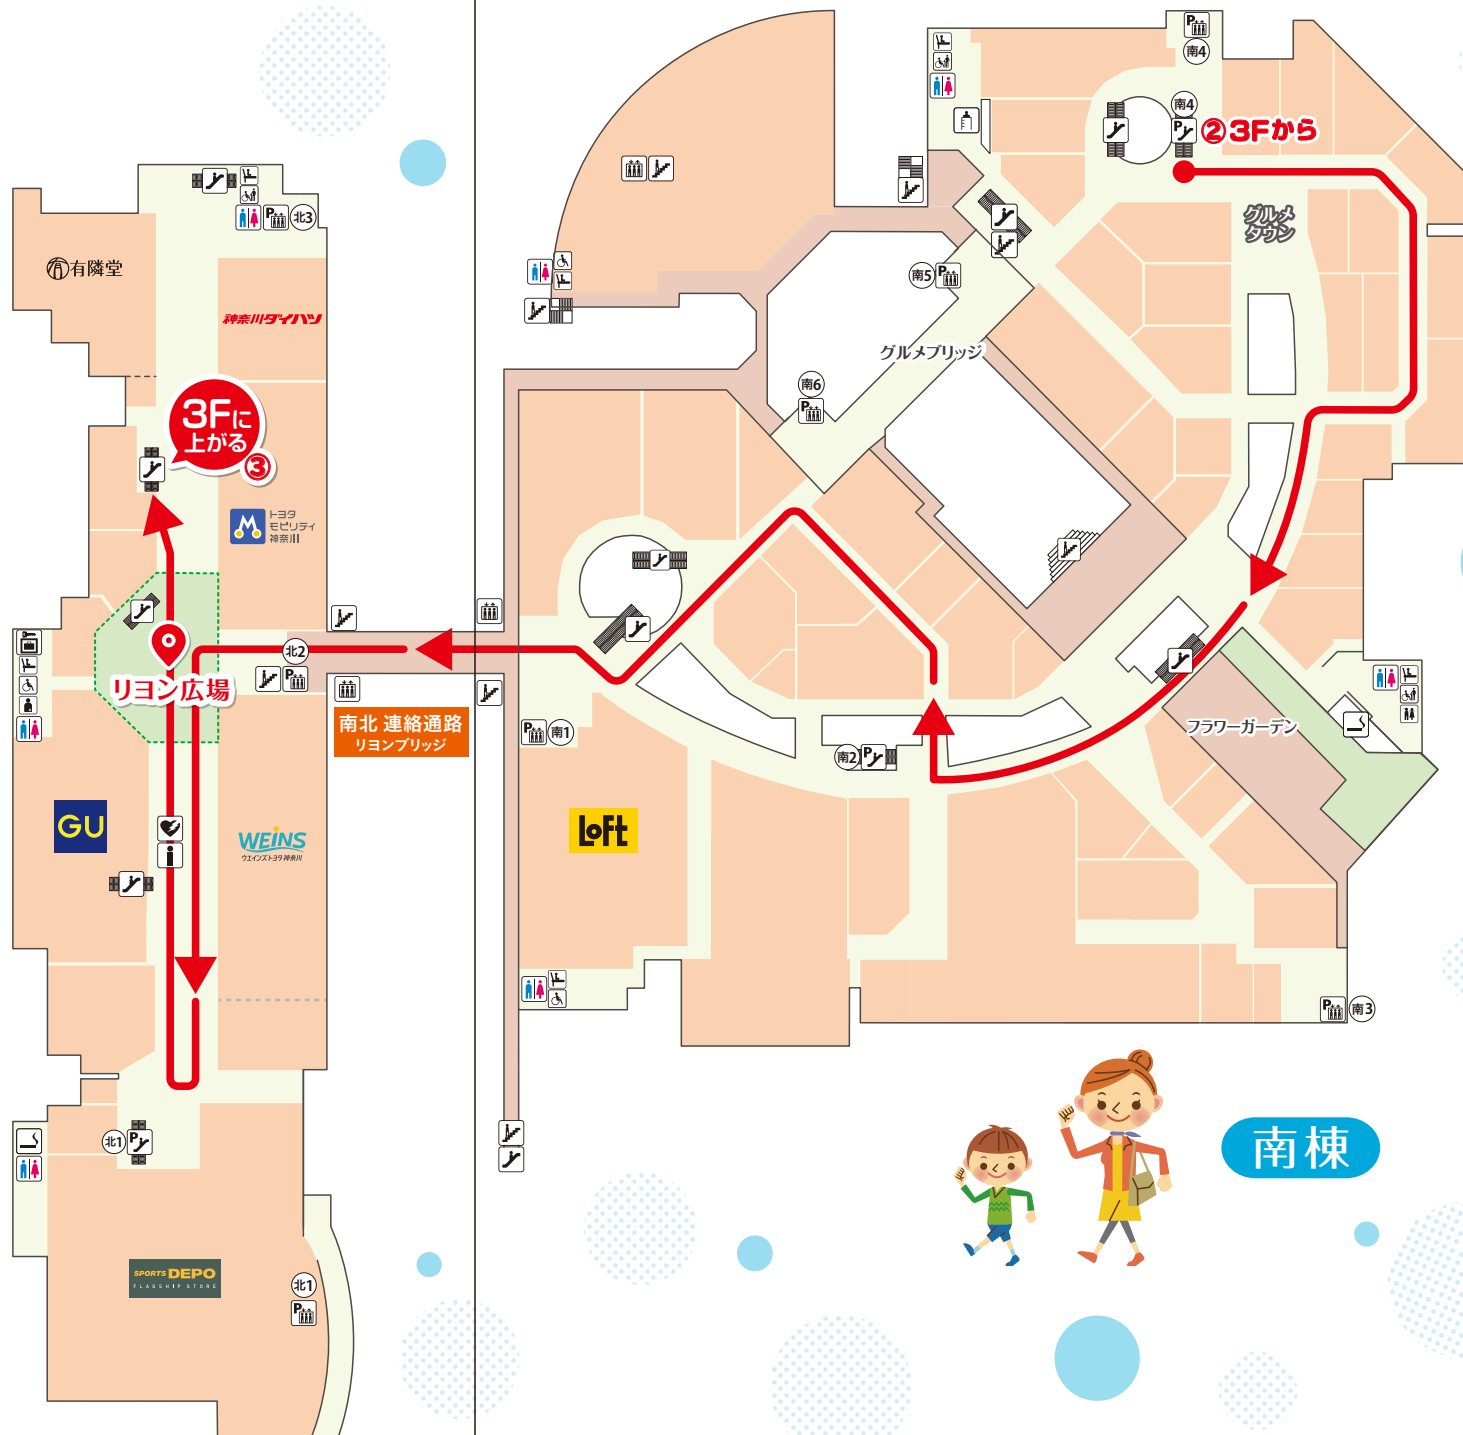 P
南4
南4
P
②3Fから
グルメ
タウン
P
北3
有隣堂
神奈川ダイハツ
南5
P
グルメブリッジ
南6
P
3Fに
上がる
③
トヨタ
モビリティ
神奈川
北2
P
リヨン広場
南北 連絡通路
リヨンブリッジ
P
南1
南2
P
フラワーガーデン
GU
i
WEINS
ウエインズトヨタ神奈川
LoFt
P
南3
北1
P
南棟
SPORTS DEPO
FLAGSHIP STORE
北1
P